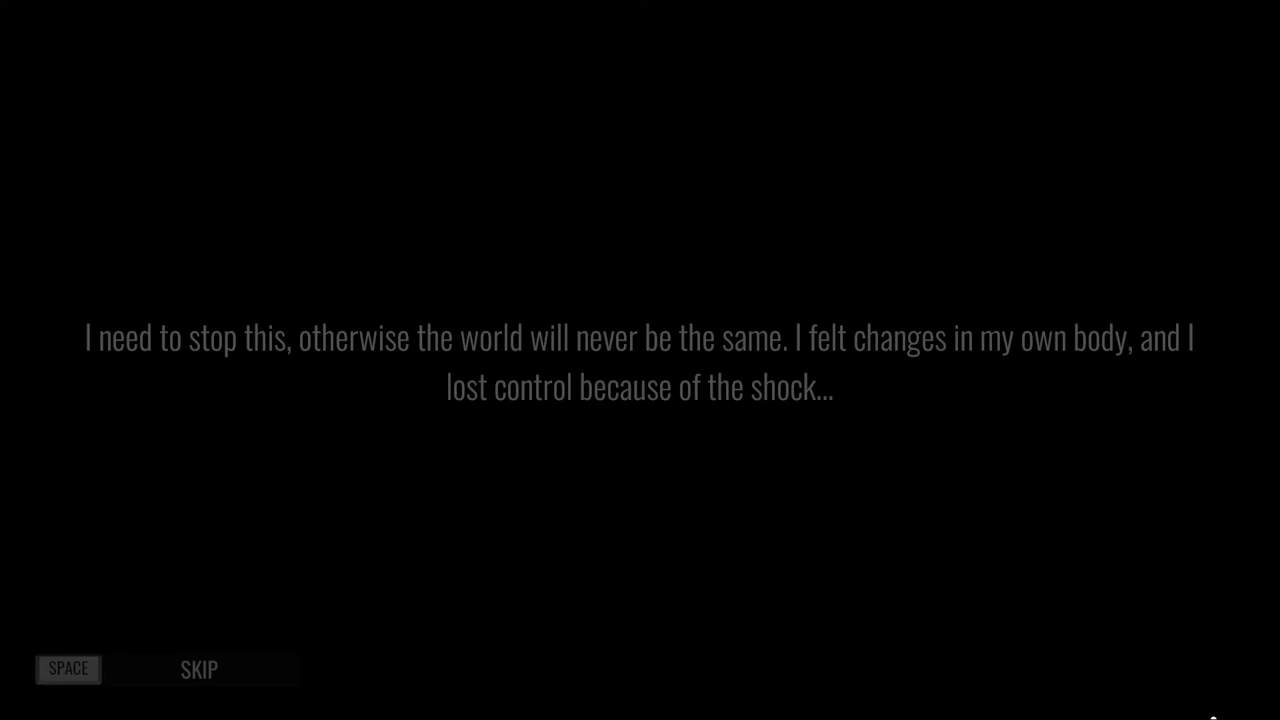 I need to stop this, otherwise the world will never be the same. I felt changes in my own body, and I
lost control because of the shock...
SPACE SKIP